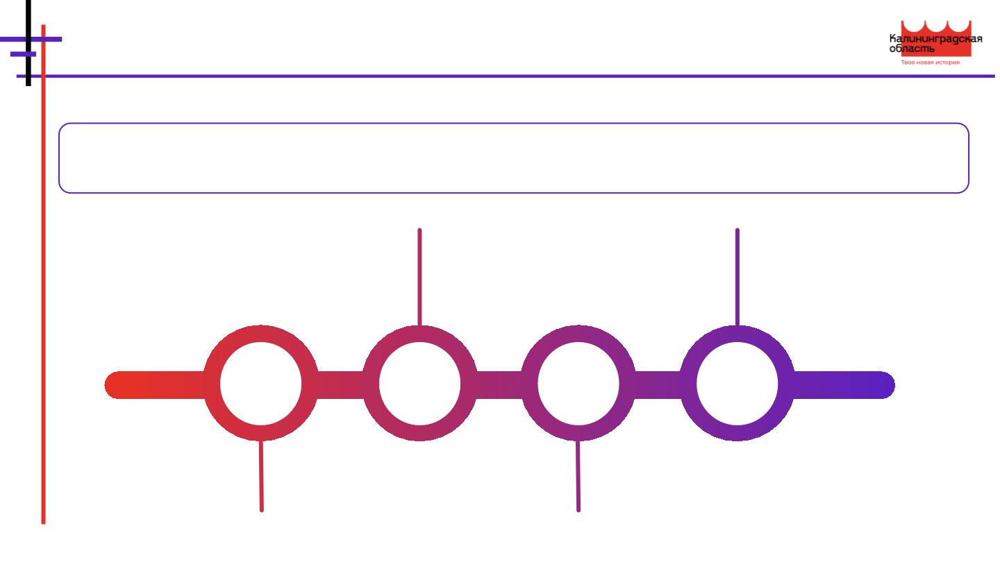 Калининградская
область
Твоя новая история